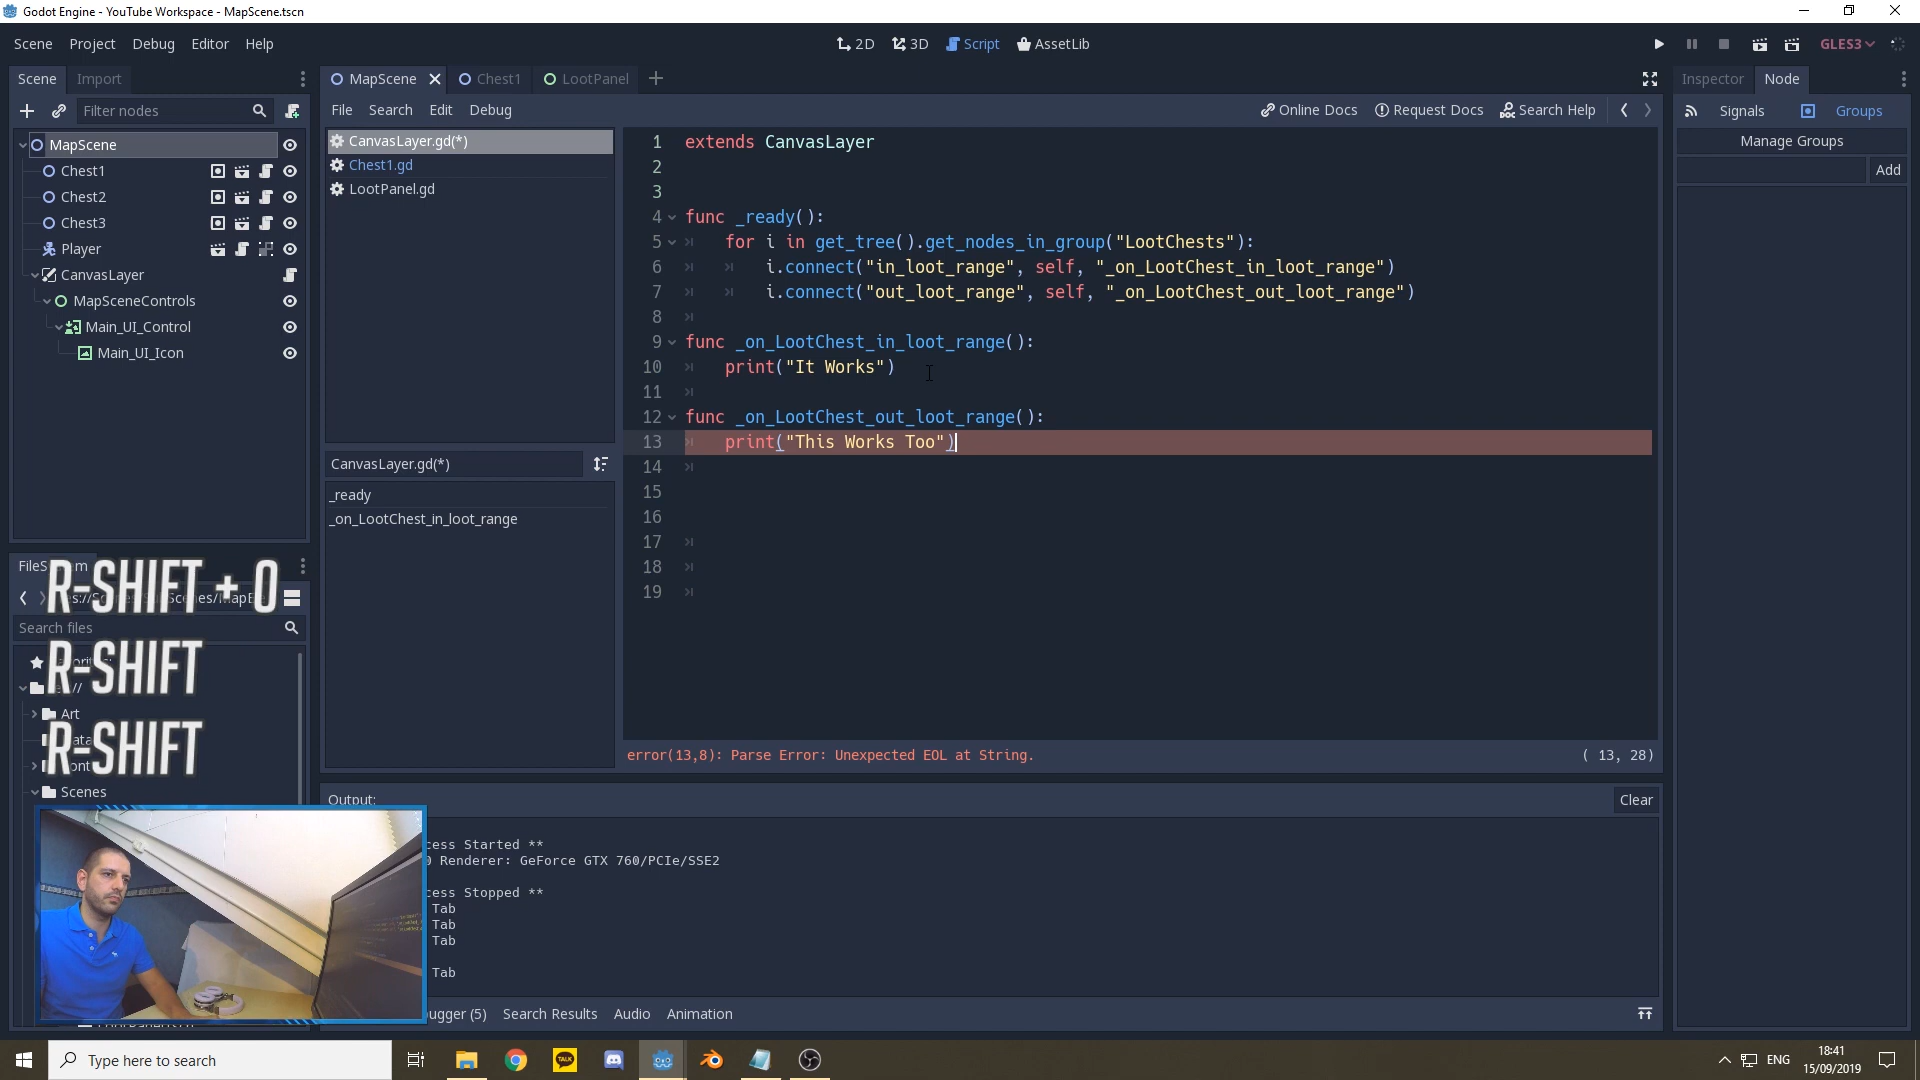 Godot Engine - YouTube Workspace - MapScene.tscn
Scene Project Debug Editor Help
2D 3D Script AssetLib
GLES3
Scene Import
MapScene Chest1 LootPanel
Inspector Node
Filter nodes
File Search Edit Debug
Online Docs Request Docs Search Help
Signals Groups
Manage Groups
Add
MapScene
Chest1
Chest2
Chest3
Player
CanvasLayer
MapSceneControls
Main_UI_Control
Main_UI_Icon
CanvasLayer.gd(*)
Chest1.gd
LootPanel.gd
CanvasLayer.gd(*)
_ready
_on_LootChest_in_loot_range
1 extends CanvasLayer
2
3
4 func _ready():
5 for i in get_tree().get_nodes_in_group("LootChests"):
6 i.connect("in_loot_range", self, "_on_LootChest_in_loot_range")
7 i.connect("out_loot_range", self, "_on_LootChest_out_loot_range")
8
9 func _on_LootChest_in_loot_range():
10 print("It Works")
11
12 func _on_LootChest_out_loot_range():
13 print("This Works Too")
14
15
16
17
18
19
error(13,8): Parse Error: Unexpected EOL at String.
( 13, 28)
R-SHIFT + 0
R-SHIFT
R-SHIFT
Search files
Art
Scenes
Output:
Clear
cess Started **
0 Renderer: GeForce GTX 760/PCIe/SSE2
cess Stopped **
Tab
Tab
Tab
Tab
ugger (5) Search Results Audio Animation
Type here to search
TALK
ENG
18:41
15/09/2019